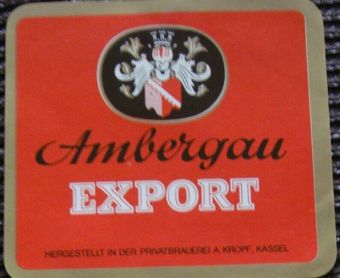 Ambergau
EXPORT
HERGESTELLT IN DER PRIVATBRAUEREI A. KROPF, KASSEL